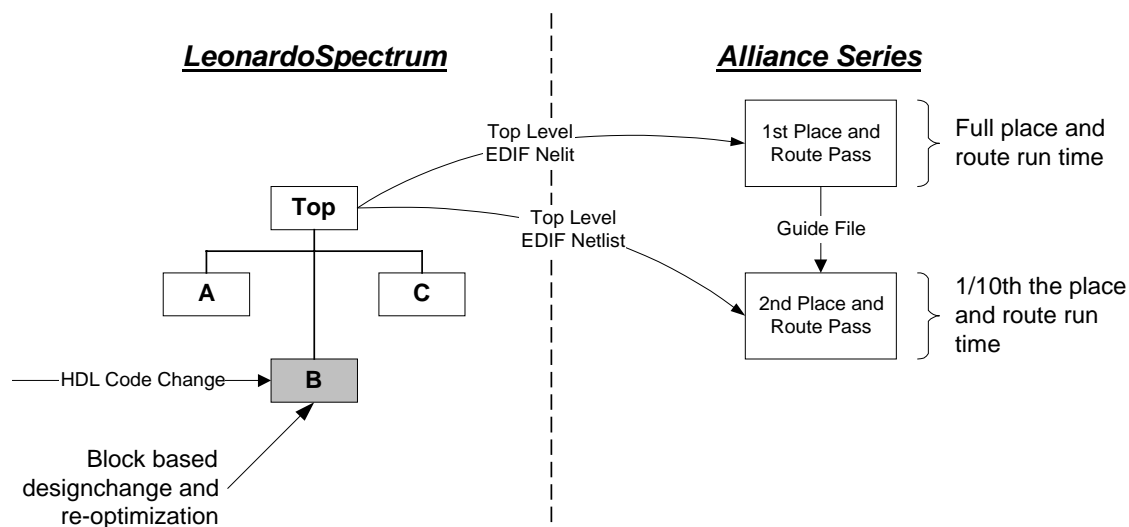 LeonardoSpectrum
Alliance Series
Top Level
EDIF Nelit
1st Place and
Route Pass
Full place and
route run time
Top
Top Level
EDIF Netlist
Guide File
A
C
2nd Place and
Route Pass
1/10th the place
and route run
time
HDL Code Change
B
Block based
designchange and
re-optimization